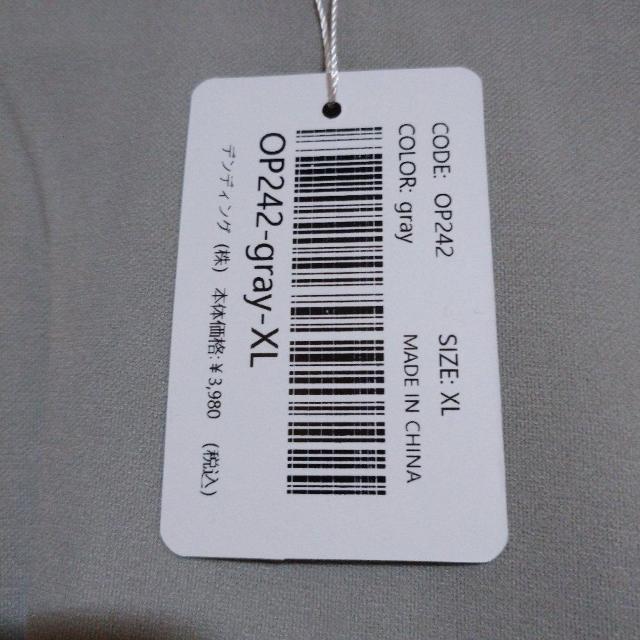 CODE: OP242 SIZE: XL
COLOR: gray MADE IN CHINA
OP242-gray-XL
デンディング (株) 本体価格:¥3,980 (税込)